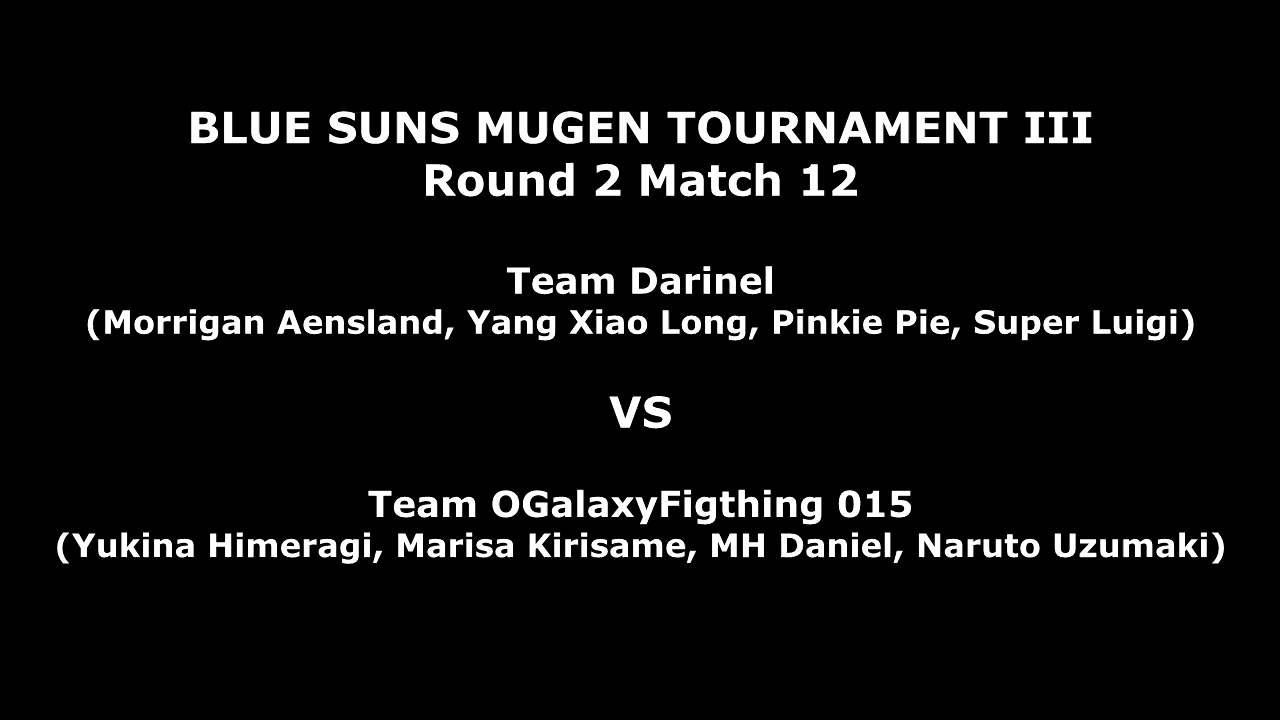 BLUE SUNS MUGEN TOURNAMENT III
Round 2 Match 12
Team Darinel
(Morrigan Aensland, Yang Xiao Long, Pinkie Pie, Super Luigi)
VS
Team OGalaxyFigthing 015
(Yukina Himeragi, Marisa Kirisame, MH Daniel, Naruto Uzumaki)